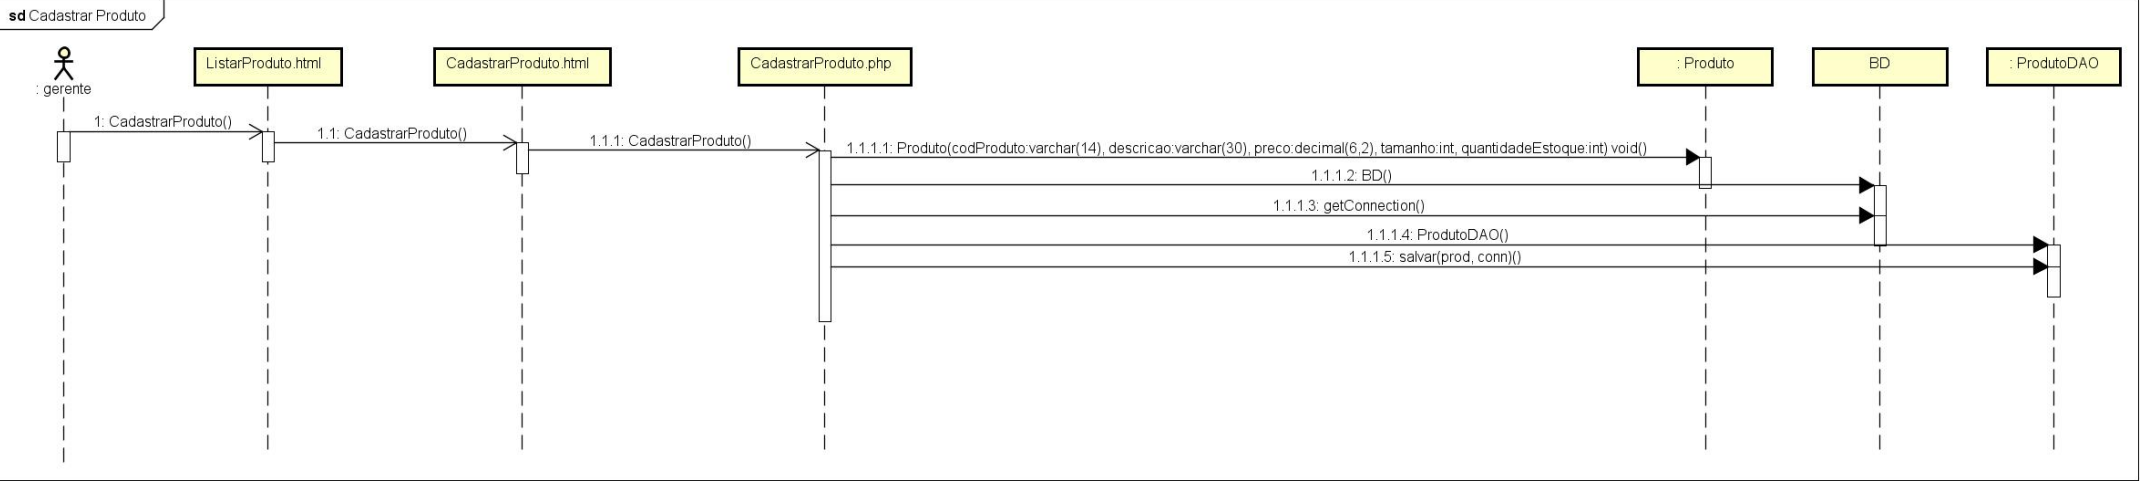 sd Cadastrar Produto
: gerente
ListarProduto.html
CadastrarProduto.html
CadastrarProduto.php
: Produto
BD
: ProdutoDAO
1: CadastrarProduto()
1.1: CadastrarProduto()
1.1.1: CadastrarProduto()
1.1.1.1: Produto(codProduto:varchar(14), descricao:varchar(30), preco:decimal(6,2), tamanho:int, quantidadeEstoque:int) void()
1.1.1.2: BD()
1.1.1.3: getConnection()
1.1.1.4: ProdutoDAO()
1.1.1.5: salvar(prod, conn)()